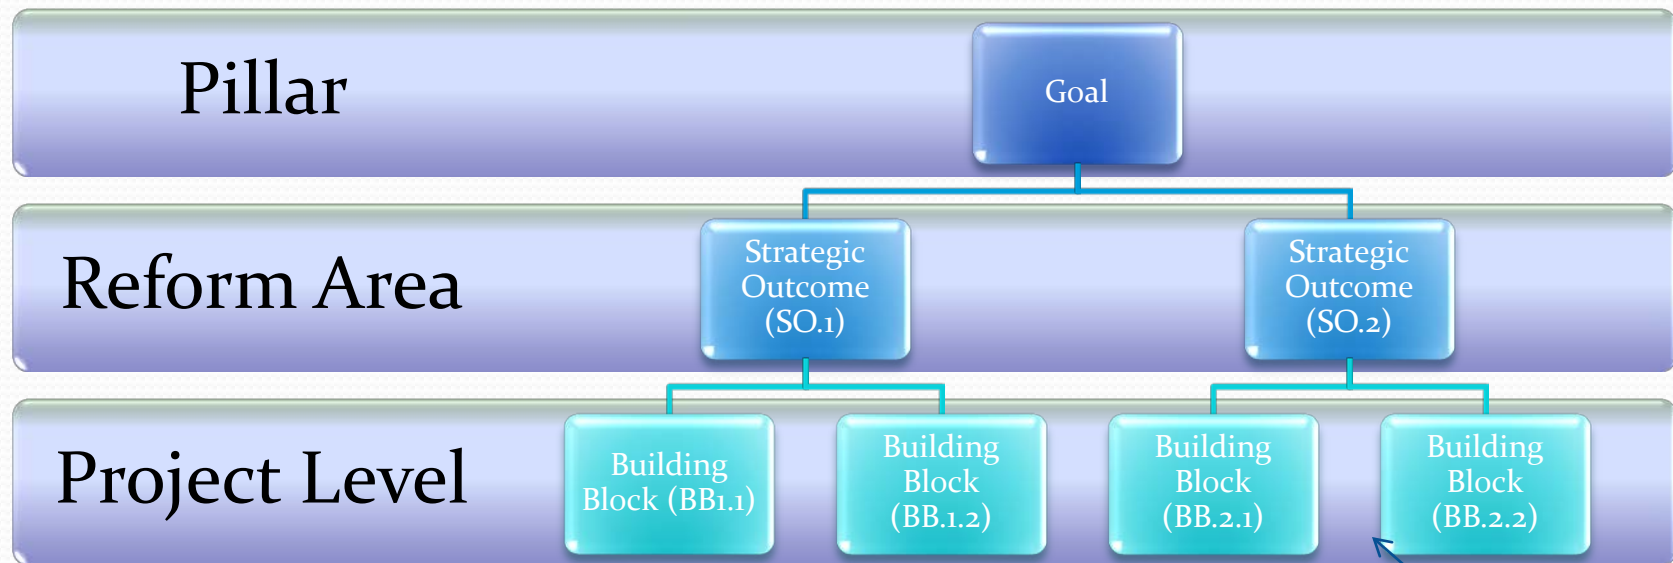 Pillar
Goal
Reform Area
Strategic
Outcome
(SO.1)
Strategic
Outcome
(SO.2)
Project Level
Building
Block (BB1.1)
Building
Block
(BB.1.2)
Building
Block
(BB.2.1)
Building
Block
(BB.2.2)